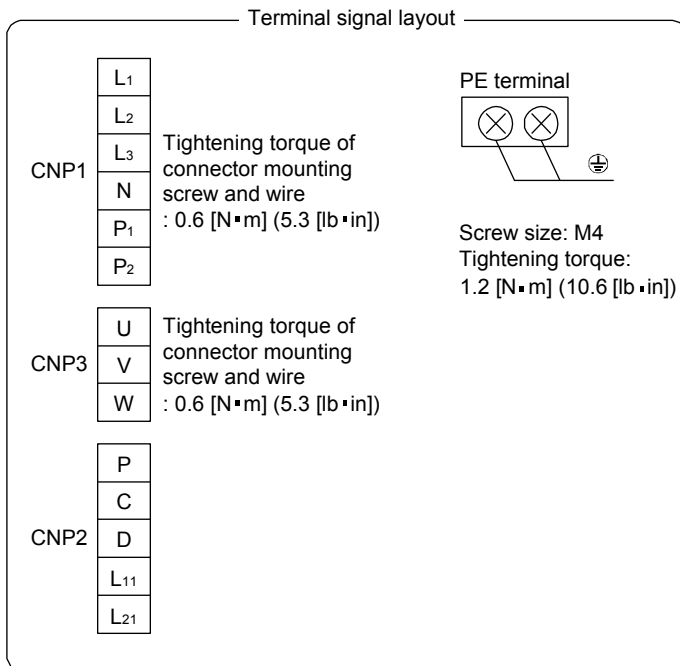 Terminal signal layout
CNP1
L1
L2
L3
N
P1
P2
Tightening torque of
connector mounting
screw and wire
: 0.6 [N▪m] (5.3 [lb▪in])
PE terminal
Screw size: M4
Tightening torque:
1.2 [N▪m] (10.6 [lb▪in])
CNP3
U
V
W
Tightening torque of
connector mounting
screw and wire
: 0.6 [N▪m] (5.3 [lb▪in])
CNP2
P
C
D
L11
L21